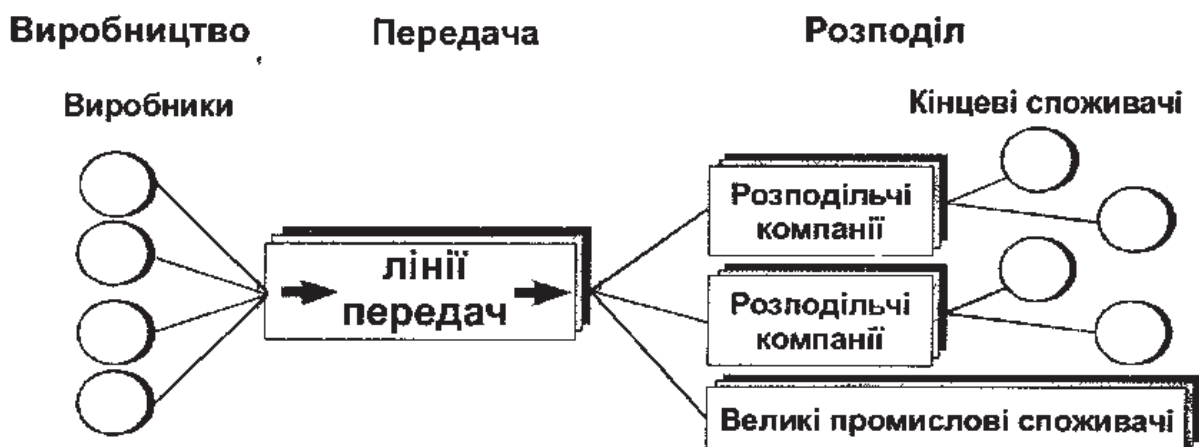 Виробництво
Передача
Розподіл
Виробники
Кінцеві споживачі
Розподільчі
компанії
лінії
передач
Розподільчі
компанії
Великі промислові споживачі